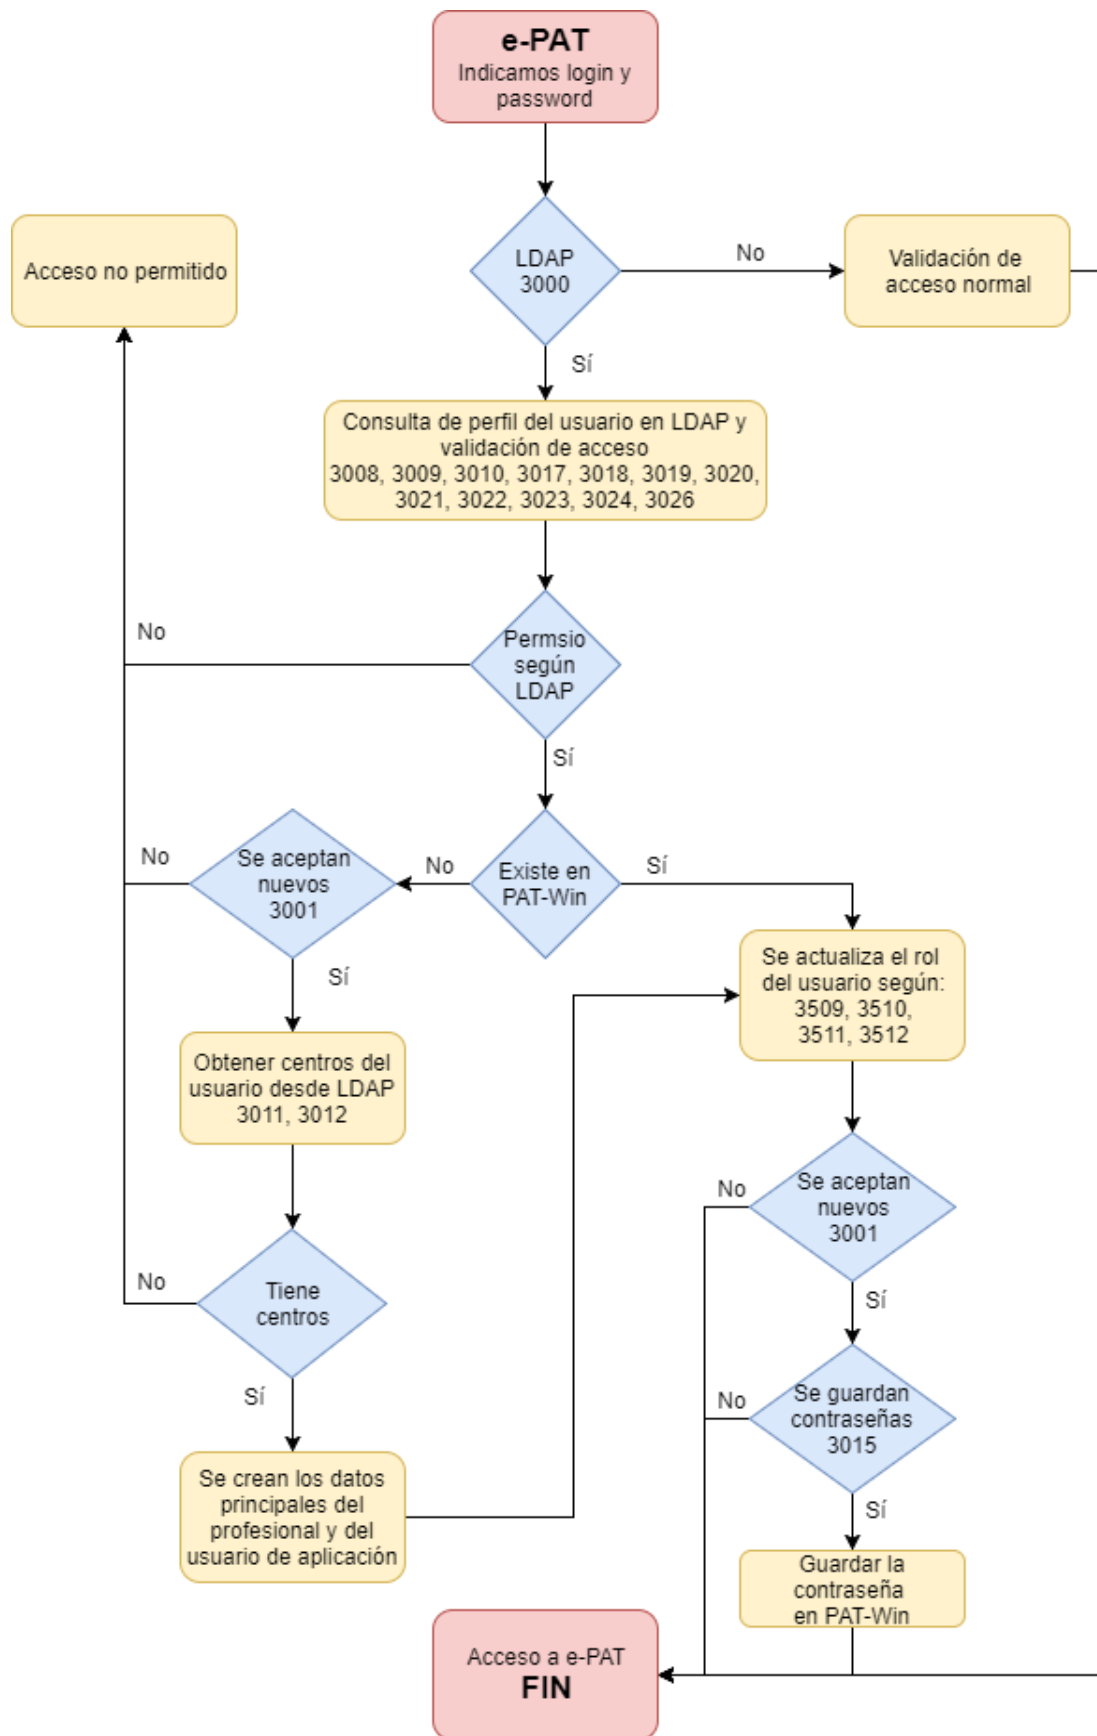 e-PAT
Indicamos login y
password
LDAP
3000
No
Validación de
acceso normal
Acceso no permitido
Sí
Consulta de perfil del usuario en LDAP y
validación de acceso
3008, 3009, 3010, 3017, 3018, 3019, 3020,
3021, 3022, 3023, 3024, 3026
No
Permsio
según
LDAP
Sí
No
Se aceptan
nuevos
3001
No
Existe en
PAT-Win
Sí
Sí
Se actualiza el rol
del usuario según:
3509, 3510,
3511, 3512
Obtener centros del
usuario desde LDAP
3011, 3012
No
Se aceptan
nuevos
3001
No
Tiene
centros
Sí
Sí
No
Se guardan
contraseñas
3015
Se crean los datos
principales del
profesional y del
usuario de aplicación
Sí
Guardar la
contraseña
en PAT-Win
Acceso a e-PAT
FIN